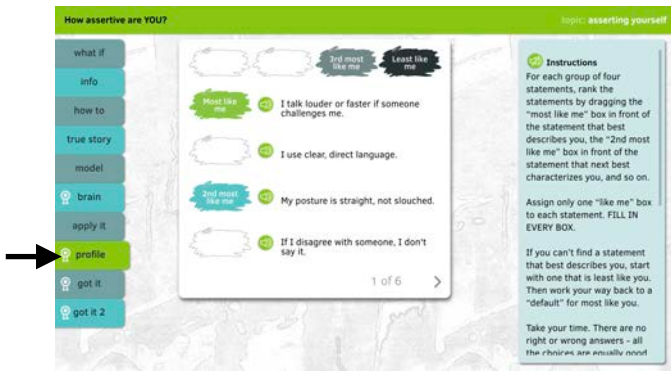 How assertive are YOU?
topic: asserting yourself
what if
info
how to
true story
model
brain
apply it
profile
got it
got it 2
3rd most
like me
Least like
me
Most like
me
I talk louder or faster if someone
challenges me.
I use clear, direct language.
2nd most
like me
My posture is straight, not slouched.
If I disagree with someone, I don't
say it.
1 of 6
Instructions
For each group of four
statements, rank the
statements by dragging the
"most like me" box in front of
the statement that best
describes you, the "2nd most
like me" box in front of the
statement that next best
characterizes you, and so on.
Assign only one "like me" box
to each statement. FILL IN
EVERY BOX.
If you can't find a statement
that best describes you, start
with one that is least like you.
Then work your way back to a
"default" for most like you.
Take your time. There are no
right or wrong answers - all
the choices are equally good